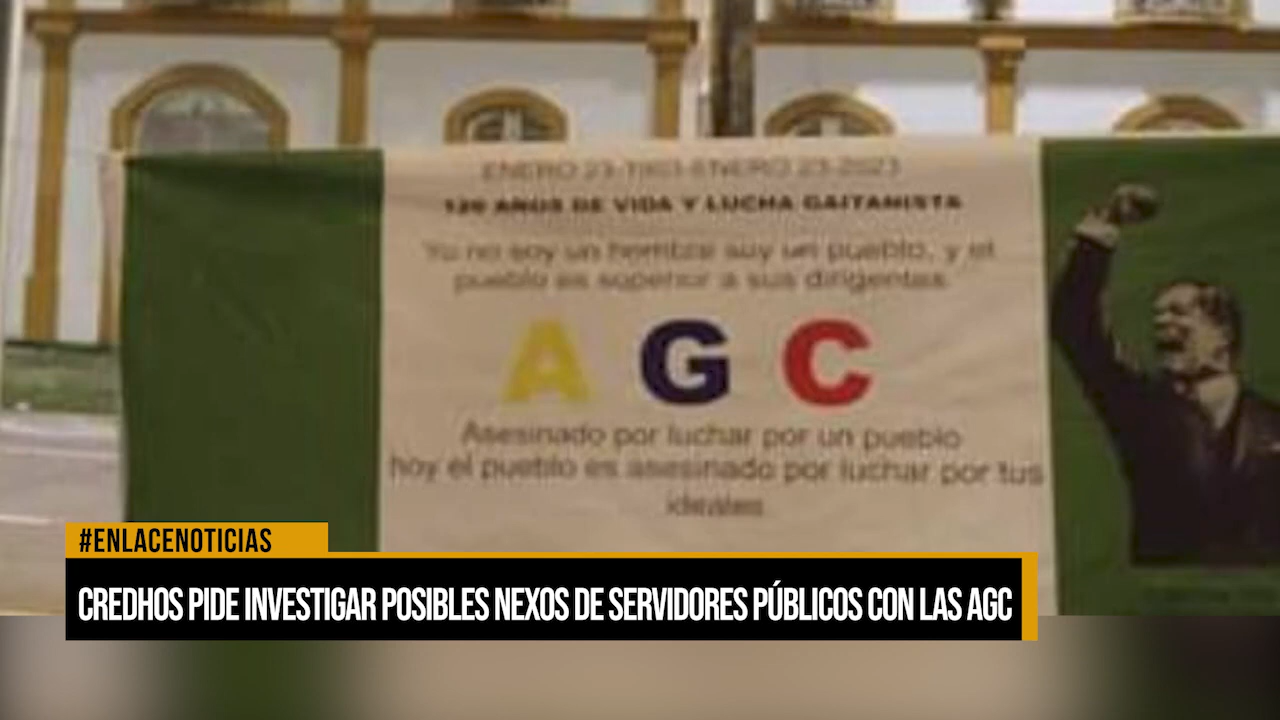 ENERO 23-1903-ENERO 23-2023
120 AÑOS DE VIDA Y LUCHA GAITANISTA
Yo no soy un hombre soy un pueblo, y el
pueblo es superior a sus dirigentes
A G C
Asesinado por luchar por un pueblo
hoy el pueblo es asesinado por luchar por tus
ideales
#ENLACENOTICIAS
CREDHOS PIDE INVESTIGAR POSIBLES NEXOS DE SERVIDORES PÚBLICOS CON LAS AGC